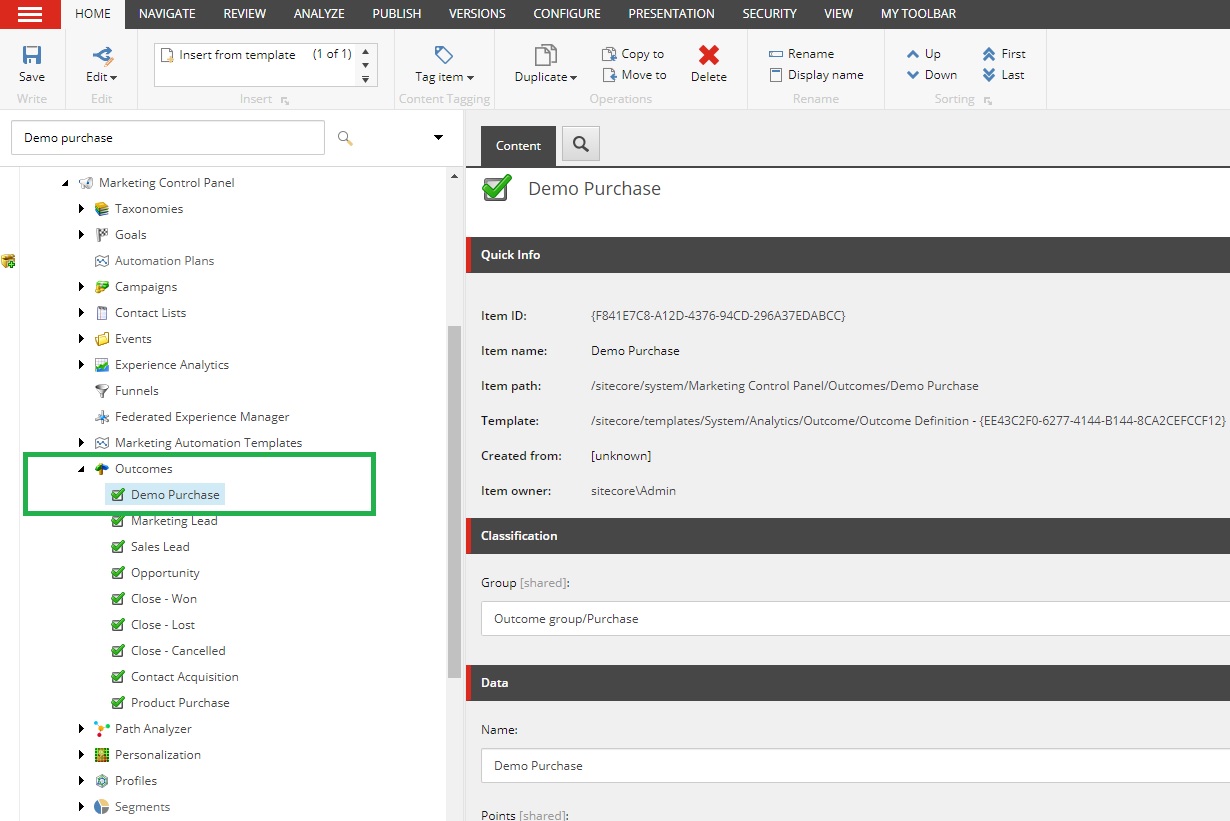 HOME NAVIGATE REVIEW ANALYZE PUBLISH VERSIONS CONFIGURE PRESENTATION SECURITY VIEW MY TOOLBAR
Insert from template (1 of 1)
Save Edit Tag item Duplicate Copy to Move to Delete Rename Display name Up Down First Last
Write Edit Insert Content Tagging Operations Rename Sorting
Demo purchase
Marketing Control Panel
Taxonomies
Goals
Automation Plans
Campaigns
Contact Lists
Events
Experience Analytics
Funnels
Federated Experience Manager
Marketing Automation Templates
Outcomes
Demo Purchase
Marketing Lead
Sales Lead
Opportunity
Close - Won
Close - Lost
Close - Cancelled
Contact Acquisition
Product Purchase
Path Analyzer
Personalization
Profiles
Segments
Content
Demo Purchase
Quick Info
Item ID: {F841E7C8-A12D-4376-94CD-296A37EDABCC}
Item name: Demo Purchase
Item path: /sitecore/system/Marketing Control Panel/Outcomes/Demo Purchase
Template: /sitecore/templates/System/Analytics/Outcome/Outcome Definition - {EE43C2F0-6277-4144-B144-8CA2CEFCCF12}
Created from: [unknown]
Item owner: sitecore\Admin
Classification
Group [shared]:
Outcome group/Purchase
Data
Name:
Demo Purchase
Points [shared]: